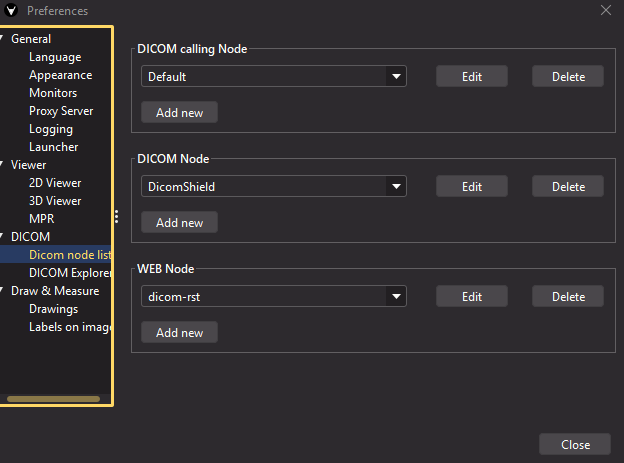 Preferences
General
Language
Appearance
Monitors
Proxy Server
Logging
Launcher
Viewer
2D Viewer
3D Viewer
MPR
DICOM
Dicom node list
DICOM Explorer
Draw & Measure
Drawings
Labels on imag
DICOM calling Node
Default Edit Delete
Add new
DICOM Node
DicomShield Edit Delete
Add new
WEB Node
dicom-rst Edit Delete
Add new
Close